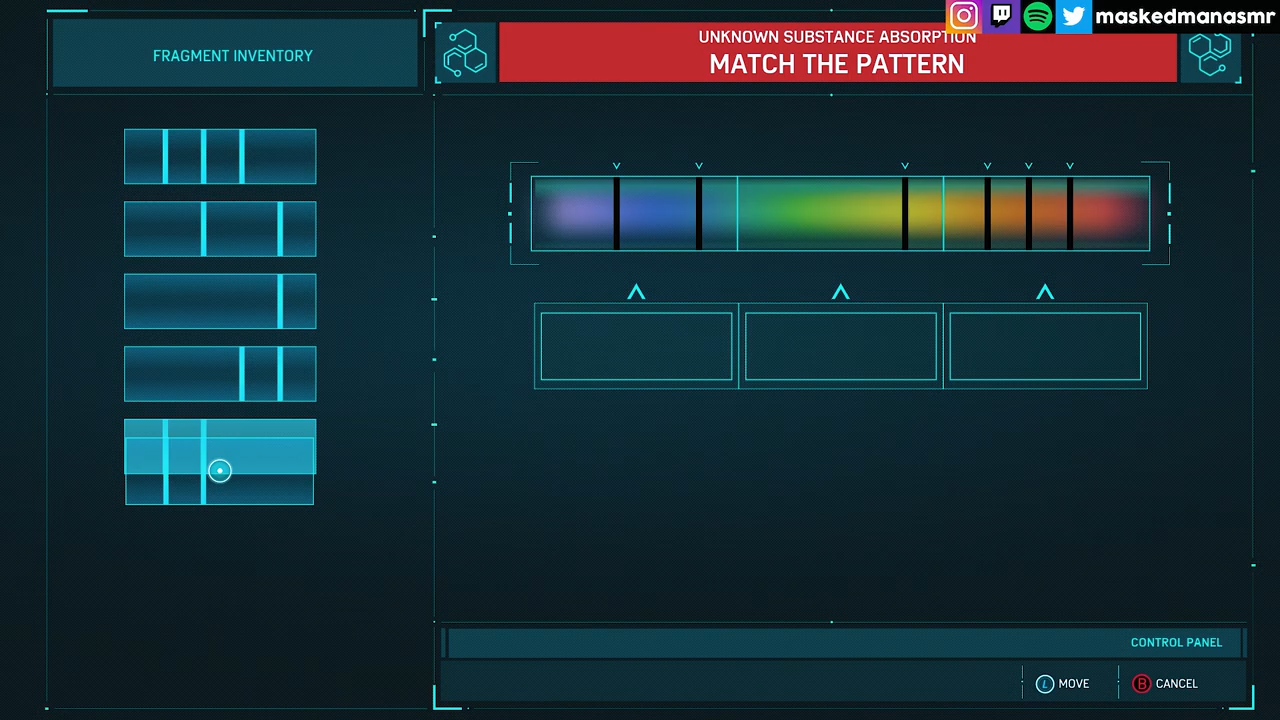 maskedmanasmr
FRAGMENT INVENTORY
UNKNOWN SUBSTANCE ABSORPTION
MATCH THE PATTERN
CONTROL PANEL
L MOVE
B CANCEL